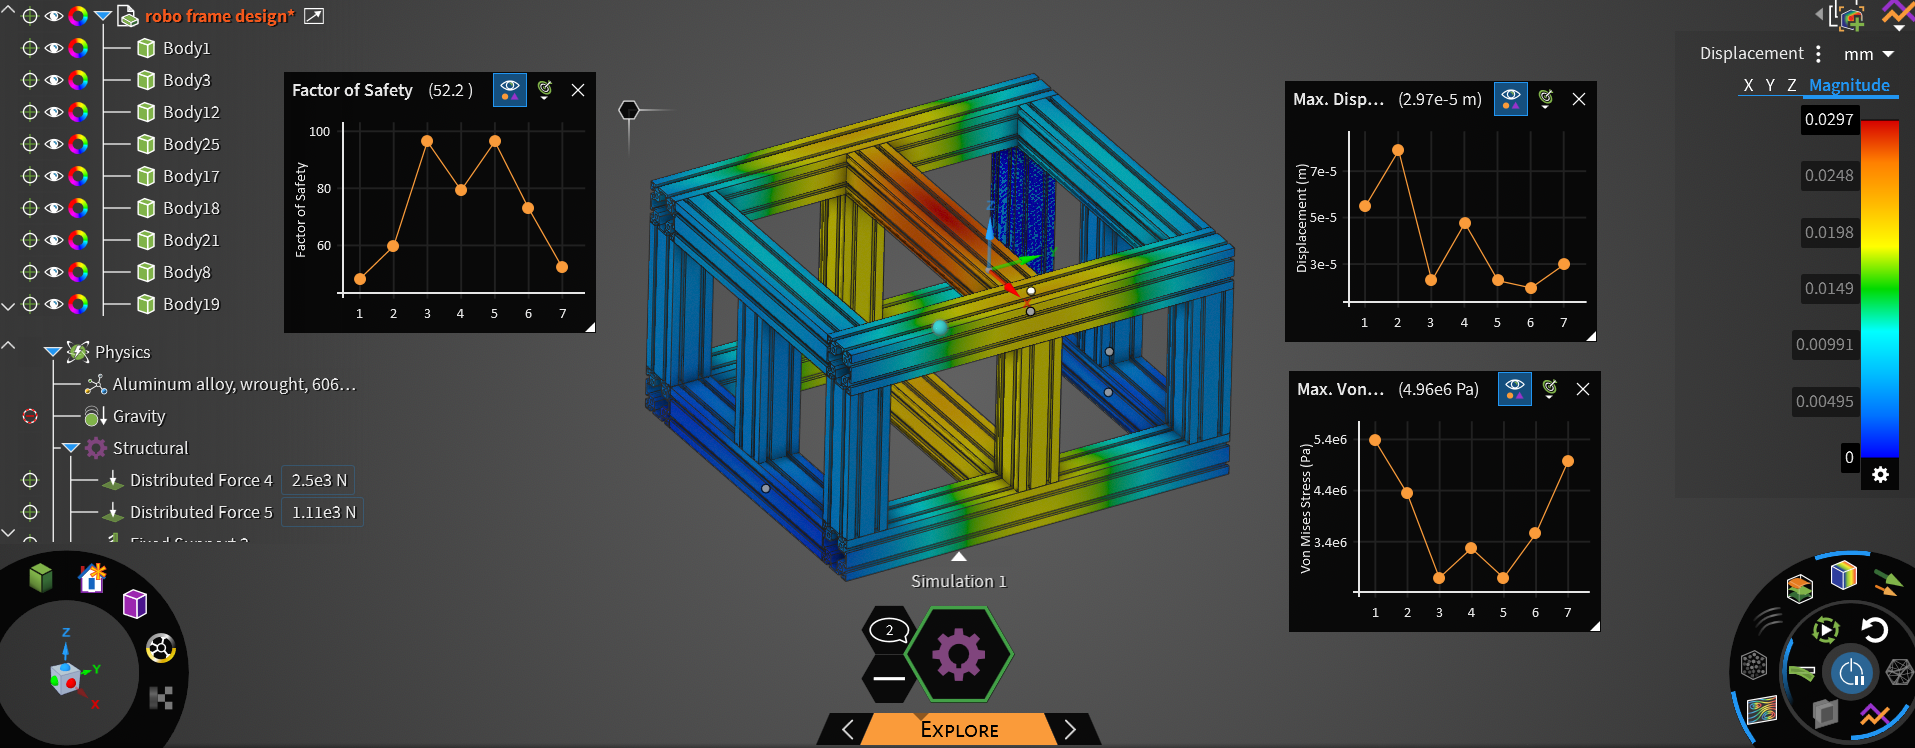 robo frame design*
Body1
Body3
Body12
Body25
Body17
Body18
Body21
Body8
Body19
Physics
Aluminum alloy, wrought, 606...
Gravity
Structural
Distributed Force 4 2.5e3 N
Distributed Force 5 1.11e3 N
Factor of Safety (52.2 )
Factor of Safety
100
80
60
1 2 3 4 5 6 7
Z
Y
X
Z
Simulation 1
2
EXPLORE
Max. Disp... (2.97e-5 m)
Displacement (m)
7e-5
5e-5
3e-5
1 2 3 4 5 6 7
Max. Von... (4.96e6 Pa)
Von Mises Stress (Pa)
5.4e6
4.4e6
3.4e6
1 2 3 4 5 6 7
Displacement mm
X Y Z Magnitude
0.0297
0.0248
0.0198
0.0149
0.00991
0.00495
0